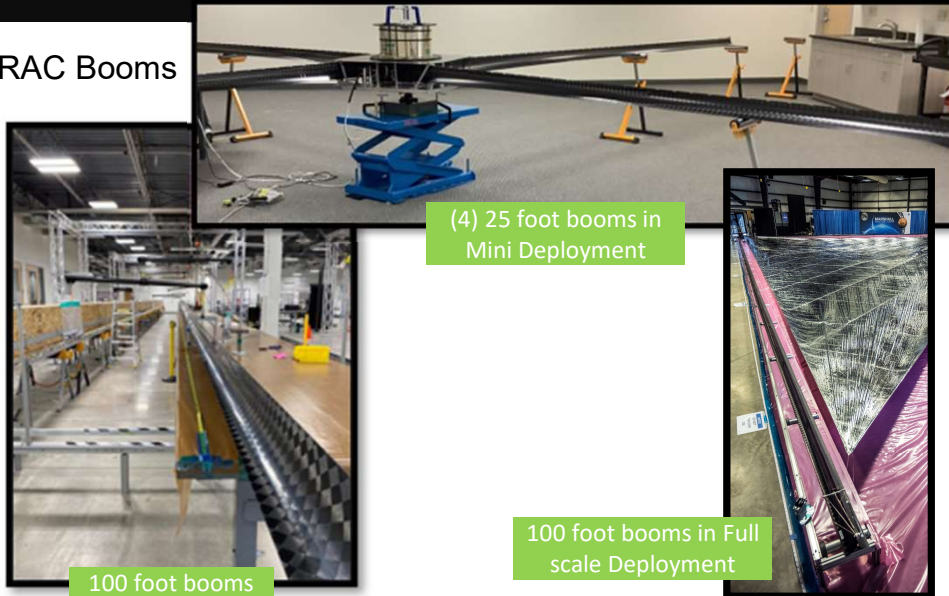 RAC Booms
(4) 25 foot booms in
Mini Deployment
MARSHALL
100 foot booms in Full
scale Deployment
100 foot booms